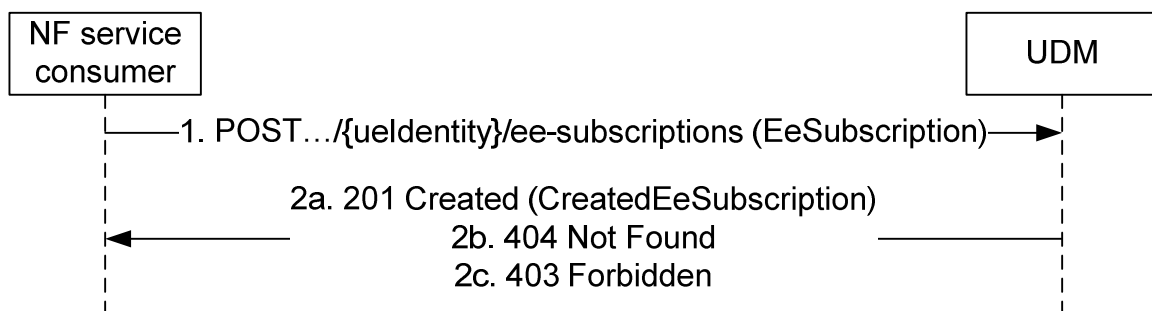 NF service
consumer
UDM
1. POST…/{ueIdentity}/ee-subscriptions (EeSubscription)
2a. 201 Created (CreatedEeSubscription)
2b. 404 Not Found
2c. 403 Forbidden